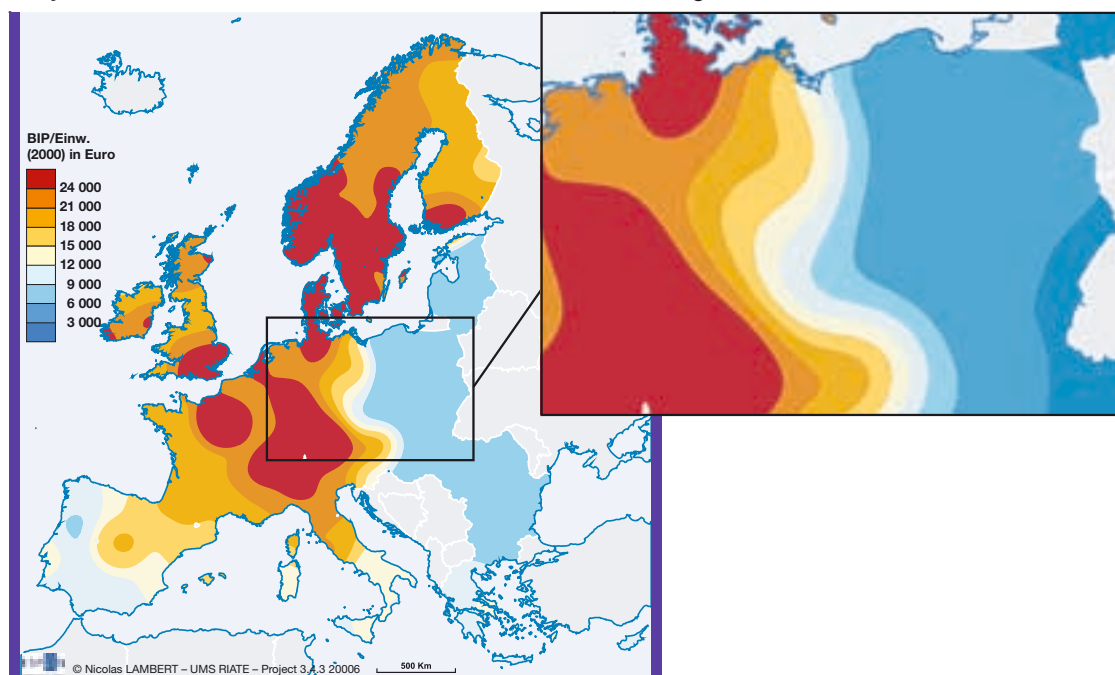 BIP/Einw.
(2000) in Euro
24 000
21 000
18 000
15 000
12 000
9 000
6 000
3 000
© Nicolas LAMBERT – UMS RIATE – Project 3.4.3 20006
500 Km